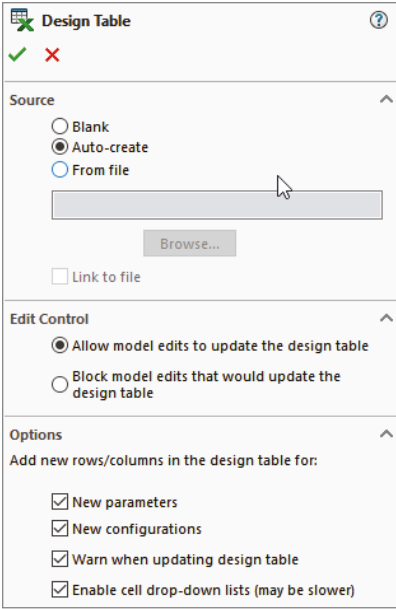 Design Table
?
Source
Blank
Auto-create
From file
Browse...
Link to file
Edit Control
Allow model edits to update the design table
Block model edits that would update the
design table
Options
Add new rows/columns in the design table for:
New parameters
New configurations
Warn when updating design table
Enable cell drop-down lists (may be slower)